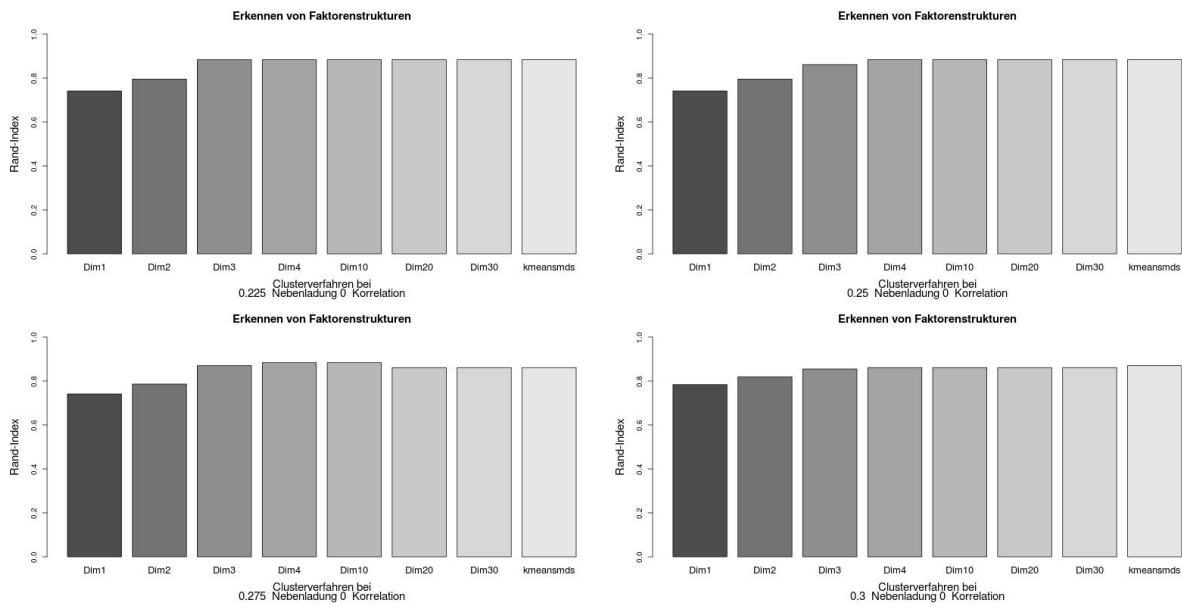 Erkennen von Faktorenstrukturen
Rand-Index
1.0
0.8
0.6
0.4
0.2
0.0
Dim1 Dim2 Dim3 Dim4 Dim10 Dim20 Dim30 kmeansmds
Clusterverfahren bei
0.225 Nebenladung 0 Korrelation
Erkennen von Faktorenstrukturen
Rand-Index
1.0
0.8
0.6
0.4
0.2
0.0
Dim1 Dim2 Dim3 Dim4 Dim10 Dim20 Dim30 kmeansmds
Clusterverfahren bei
0.25 Nebenladung 0 Korrelation
Erkennen von Faktorenstrukturen
Rand-Index
1.0
0.8
0.6
0.4
0.2
0.0
Dim1 Dim2 Dim3 Dim4 Dim10 Dim20 Dim30 kmeansmds
Clusterverfahren bei
0.275 Nebenladung 0 Korrelation
Erkennen von Faktorenstrukturen
Rand-Index
1.0
0.8
0.6
0.4
0.2
0.0
Dim1 Dim2 Dim3 Dim4 Dim10 Dim20 Dim30 kmeansmds
Clusterverfahren bei
0.3 Nebenladung 0 Korrelation